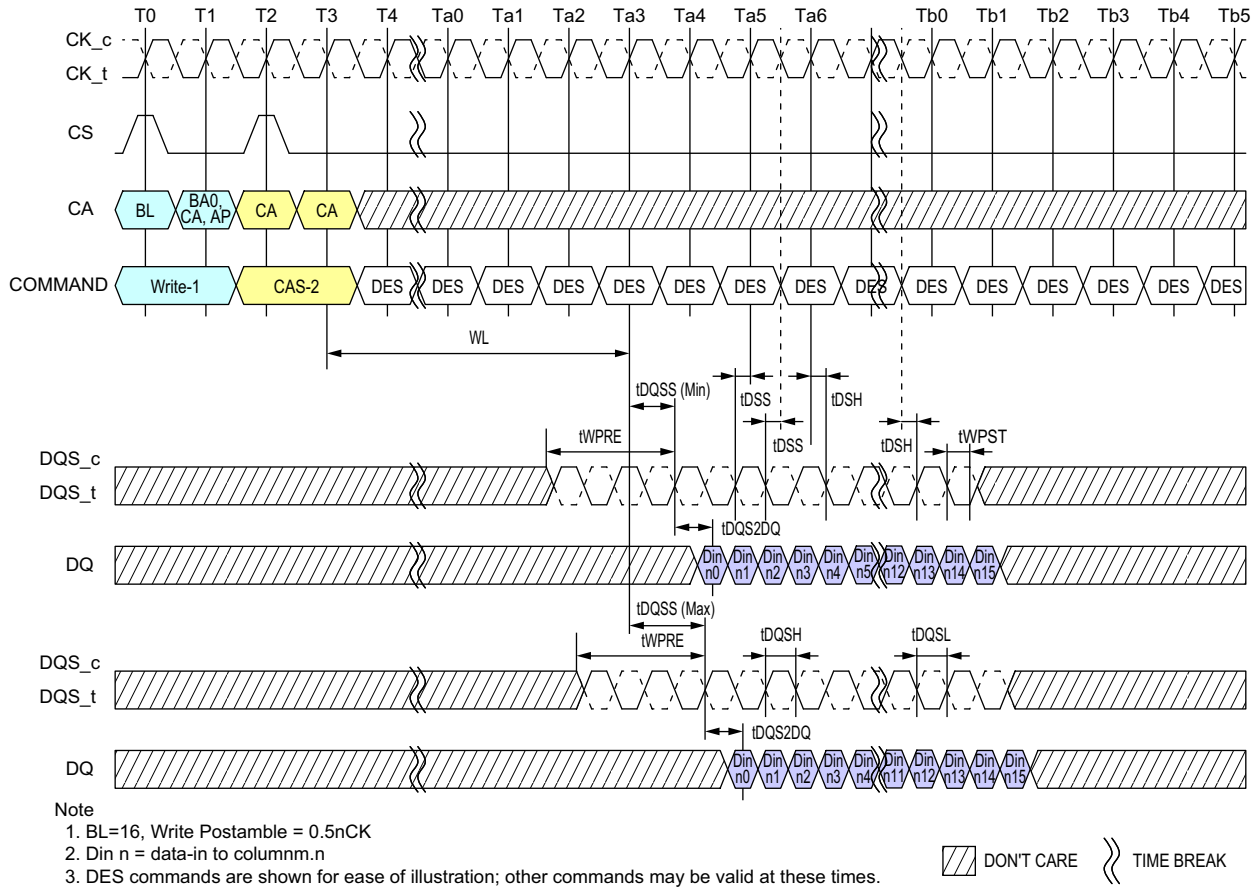 T0 T1 T2 T3 T4 Ta0 Ta1 Ta2 Ta3 Ta4 Ta5 Ta6 Tb0 Tb1 Tb2 Tb3 Tb4 Tb5
CK_c
CK_t
CS
CA BL BA0, CA, AP CA CA
COMMAND Write-1 CAS-2 DES DES DES DES DES DES DES DES DES DES DES DES DES DES DES
WL
tDQSS (Min) tDSS tDSH
tWPRE tDSS tDSH tWPST
DQS_c
DQS_t
tDQS2DQ
DQ Din n0 Din n1 Din n2 Din n3 Din n4 Din n5 Din n12 Din n13 Din n14 Din n15
tDQSS (Max)
tWPRE tDQSH tDQSL
DQS_c
DQS_t
tDQS2DQ
DQ Din n0 Din n1 Din n2 Din n3 Din n4 Din n11 Din n12 Din n13 Din n14 Din n15
Note
1. BL=16, Write Postamble = 0.5nCK
2. Din n = data-in to columnm.n
3. DES commands are shown for ease of illustration; other commands may be valid at these times.
DON'T CARE TIME BREAK